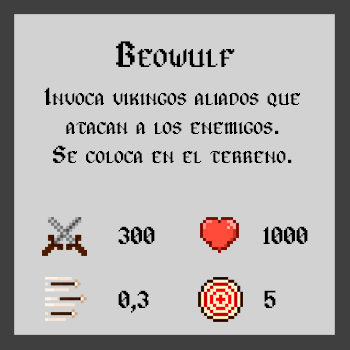 Beowulf
Invoca vikingos aliados que
atacan a los enemigos.
Se coloca en el terreno.
300 1000
0,3 5